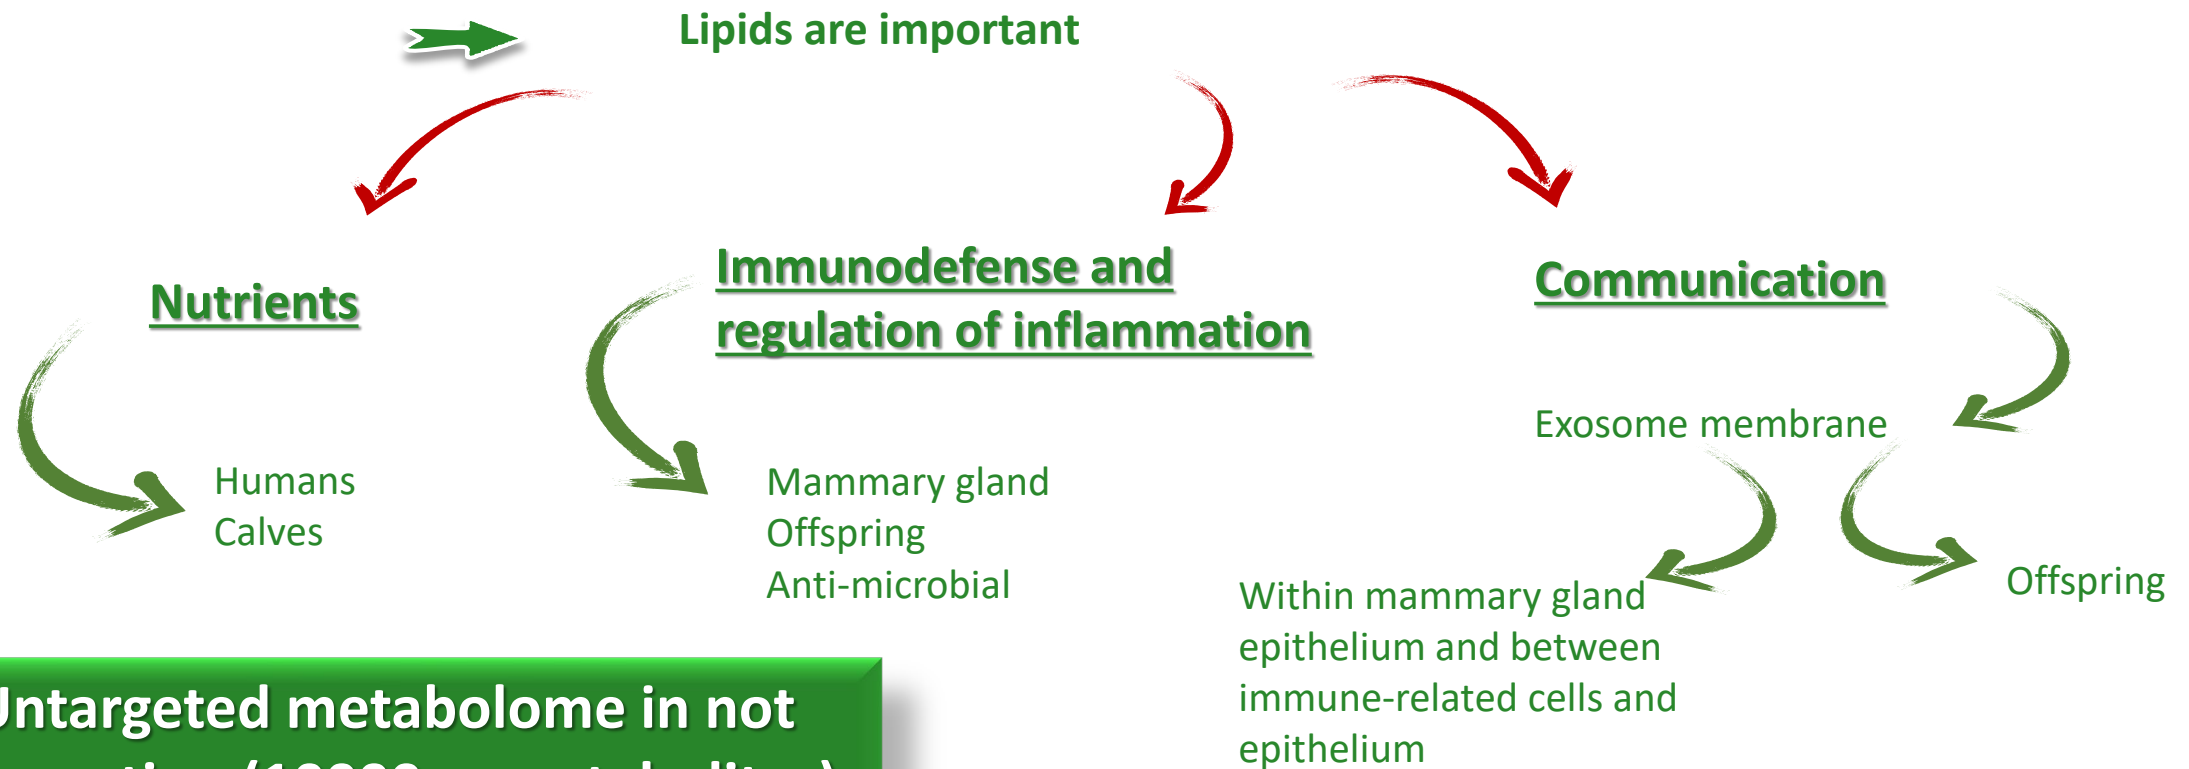 Lipids are important
Nutrients
Humans
Calves
Immunodefense and
regulation of inflammation
Mammary gland
Offspring
Anti-microbial
Communication
Exosome membrane
Within mammary gland
epithelium and between
immune-related cells and
epithelium
Offspring
Untargeted metabolome in not